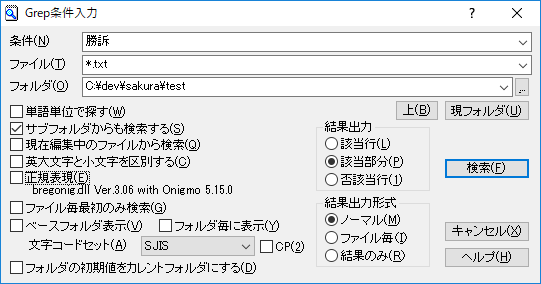 Grep条件入力
条件(N) 勝訴
ファイル(T) *.txt
フォルダ(O) C:¥dev¥sakura¥test ...
単語単位で探す(W) 上(B) 現フォルダ(U)
サブフォルダからも検索する(S) 結果出力
現在編集中のファイルから検索(Q) 該当行(L)
英大文字と小文字を区別する(C) 該当部分(P) 検索(F)
正規表現(E) 否該当行(1)
bregonig.dll Ver.3.06 with Onigmo 5.15.0
ファイル毎最初のみ検索(G) 結果出力形式
ベースフォルダ表示(V) フォルダ毎に表示(Y) ノーマル(M) キャンセル(X)
文字コードセット(A) SJIS CP(2) ファイル毎(I)
フォルダの初期値をカレントフォルダにする(D) 結果のみ(R) ヘルプ(H)